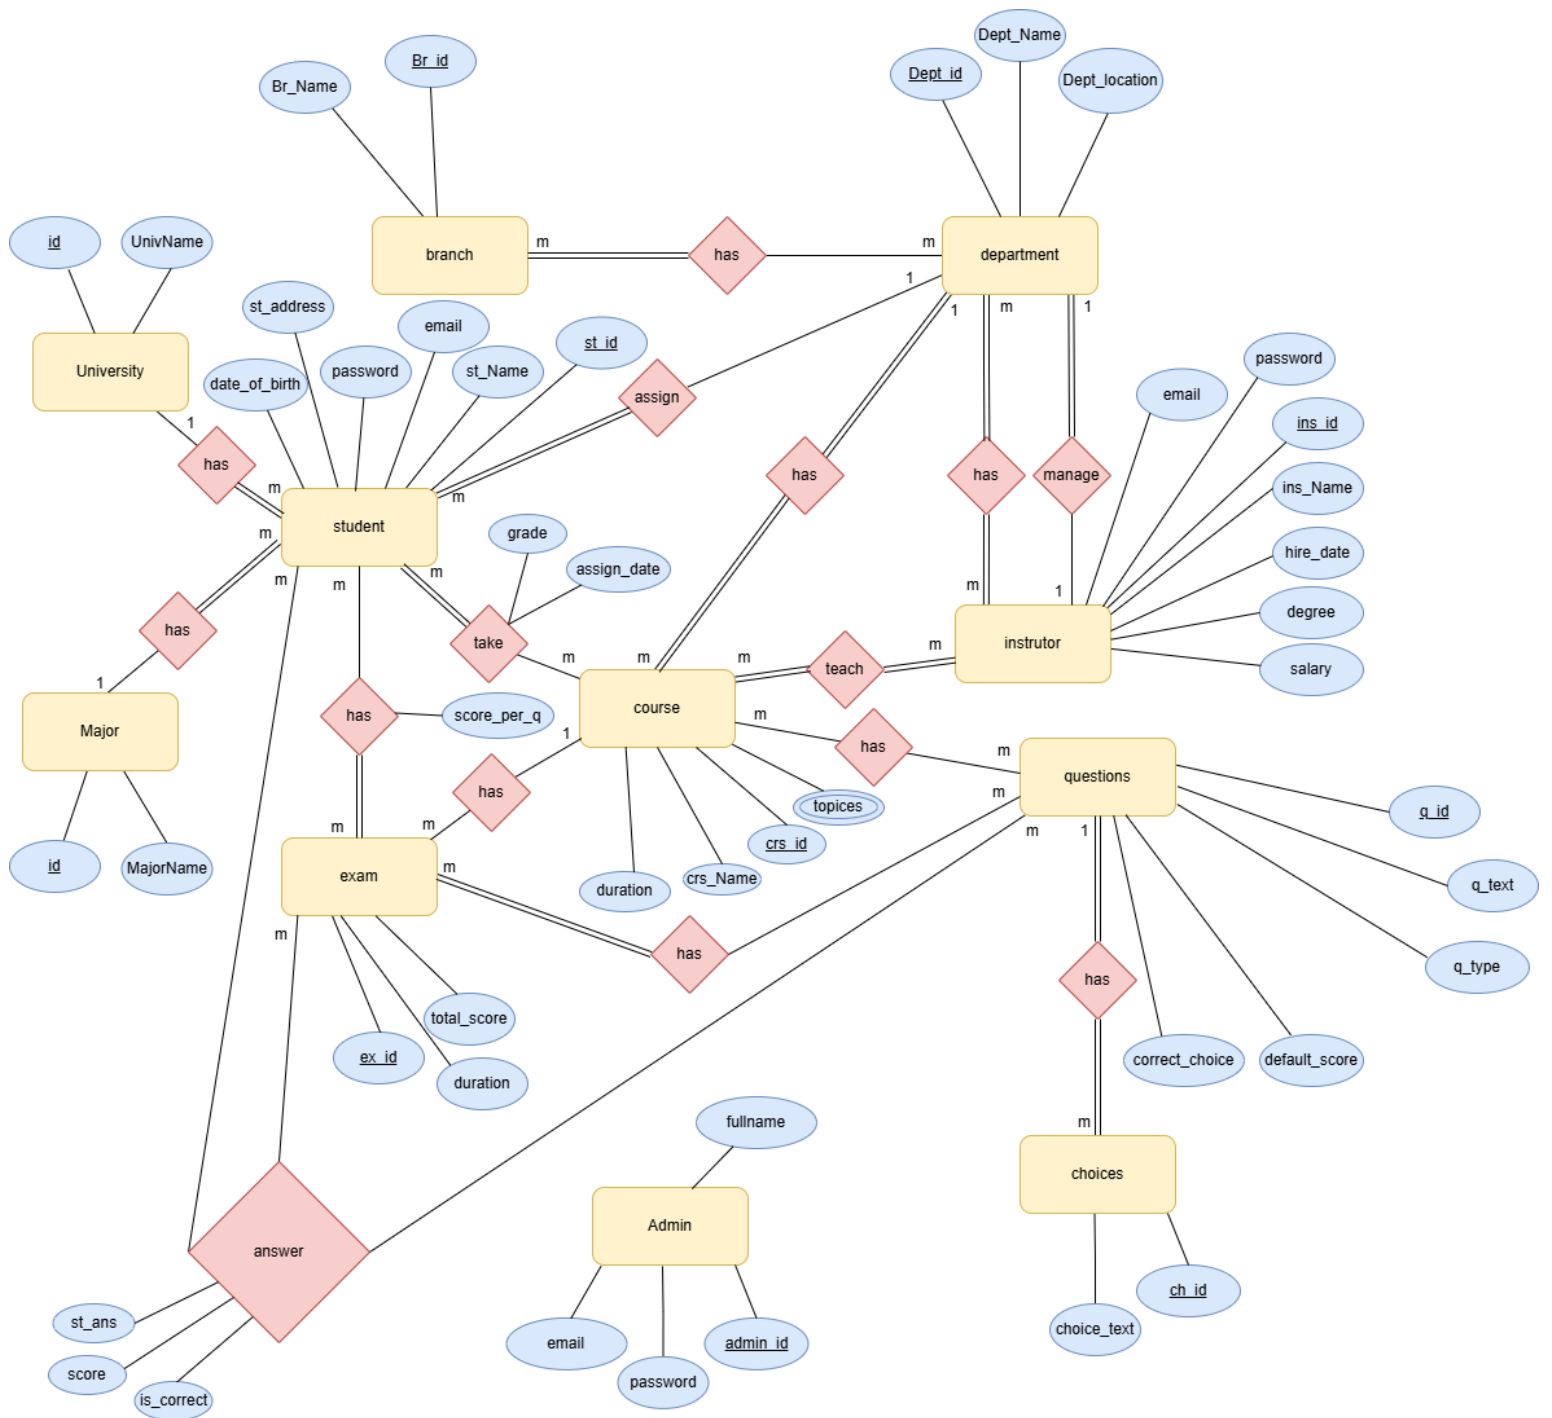 Dept_Name
Br_id
Dept_id
Dept_location
Br_Name
id
UnivName
branch
m
has
m
department
st_address
1
1
m
1
email
st_id
password
University
date_of_birth
password
st_Name
email
assign
ins_id
1
has
m
m
has
has
manage
ins_Name
student
m
grade
hire_date
m
m
m
assign_date
m
1
degree
has
take
m
m
m
m
teach
instrutor
salary
1
Major
has
score_per_q
1
course
m
has
m
questions
has
m
topices
q_id
m
m
m
1
crs_id
id
MajorName
exam
m
duration
crs_Name
q_text
m
has
q_type
has
total_score
ex_id
duration
correct_choice
default_score
fullname
m
choices
Admin
answer
ch_id
st_ans
email
admin_id
choice_text
score
password
is_correct